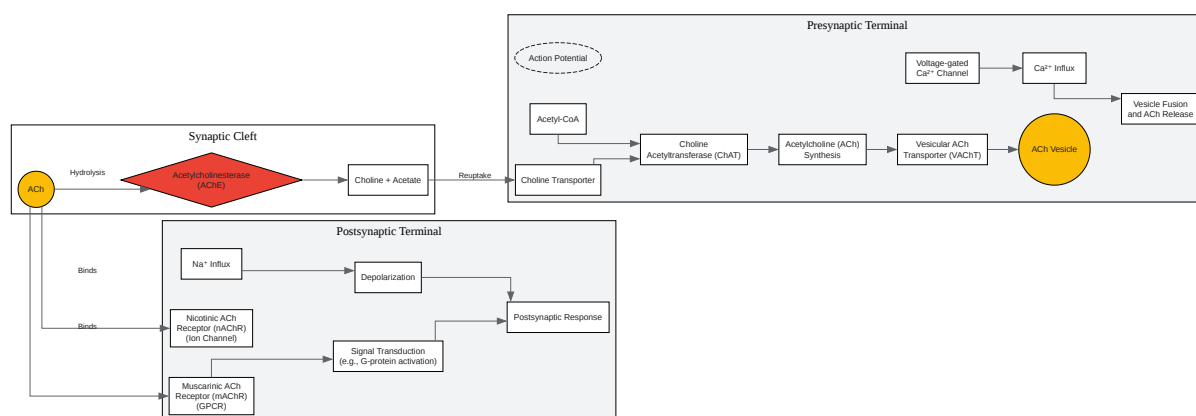 Presynaptic Terminal
Action Potential
Voltage-gated
Ca²⁺ Channel
Ca²⁺ Influx
Vesicle Fusion
and ACh Release
Acetyl-CoA
Choline
Acetyltransferase (ChAT)
Acetylcholine (ACh)
Synthesis
Vesicular ACh
Transporter (VAChT)
ACh Vesicle
Choline Transporter
Synaptic Cleft
ACh
Hydrolysis
Acetylcholinesterase
(AChE)
Choline + Acetate
Reuptake
Postsynaptic Terminal
Na⁺ Influx
Depolarization
Binds
Binds
Nicotinic ACh
Receptor (nAChR)
(Ion Channel)
Postsynaptic Response
Signal Transduction
(e.g., G-protein activation)
Muscarinic ACh
Receptor (mAChR)
(GPCR)